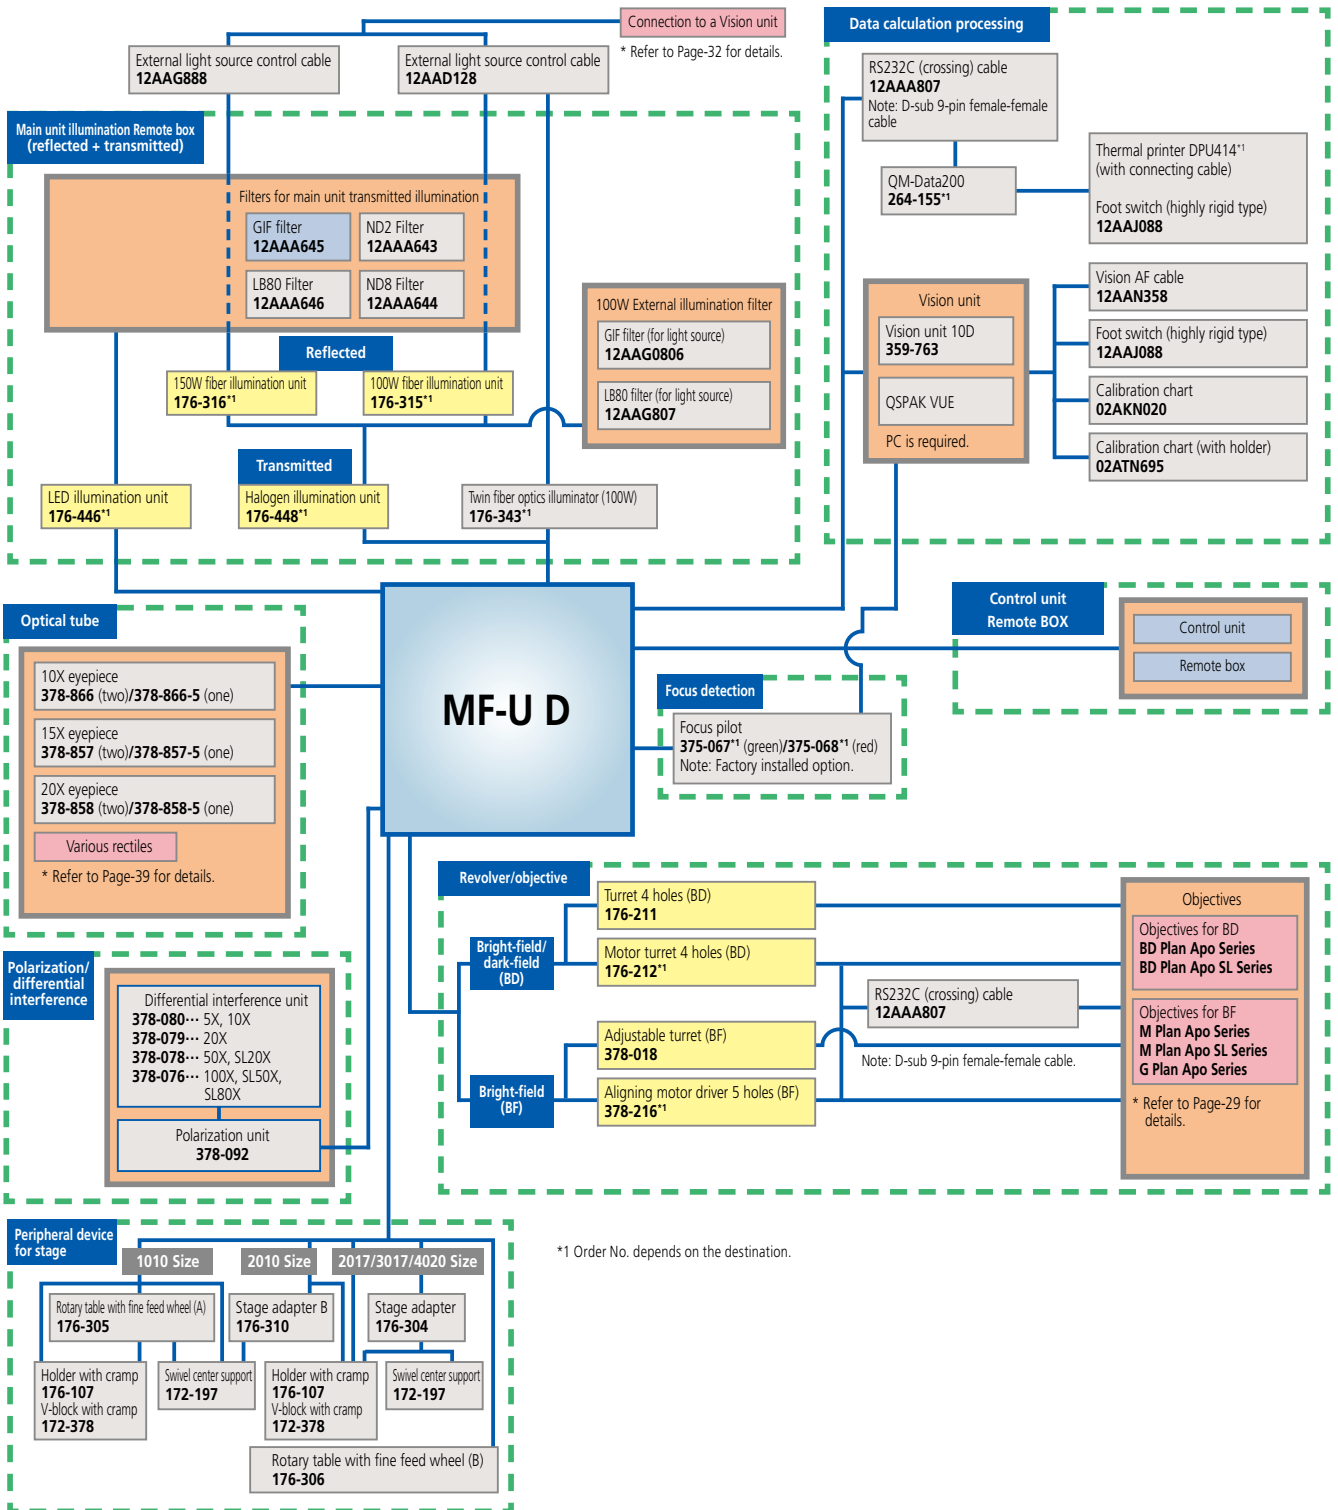 Connection to a Vision unit
* Refer to Page-32 for details.
External light source control cable
12AAG888
External light source control cable
12AAD128
Main unit illumination Remote box
(reflected + transmitted)
Filters for main unit transmitted illumination
GIF filter
12AAA645
ND2 Filter
12AAA643
LB80 Filter
12AAA646
ND8 Filter
12AAA644
100W External illumination filter
GIF filter (for light source)
12AAG0806
LB80 filter (for light source)
12AAG807
Reflected
150W fiber illumination unit
176-316*1
100W fiber illumination unit
176-315*1
Transmitted
LED illumination unit
176-446*1
Halogen illumination unit
176-448*1
Twin fiber optics illuminator (100W)
176-343*1
Data calculation processing
RS232C (crossing) cable
12AAA807
Note: D-sub 9-pin female-female
cable
QM-Data200
264-155*1
Thermal printer DPU414*1
(with connecting cable)
Foot switch (highly rigid type)
12AAJ088
Vision unit
Vision unit 10D
359-763
QSPAK VUE
PC is required.
Vision AF cable
12AAN358
Foot switch (highly rigid type)
12AAJ088
Calibration chart
02AKN020
Calibration chart (with holder)
02ATN695
Control unit
Remote BOX
Control unit
Remote box
Optical tube
10X eyepiece
378-866 (two)/378-866-5 (one)
15X eyepiece
378-857 (two)/378-857-5 (one)
20X eyepiece
378-858 (two)/378-858-5 (one)
Various rectiles
* Refer to Page-39 for details.
MF-U D
Focus detection
Focus pilot
375-067*1 (green)/375-068*1 (red)
Note: Factory installed option.
Revolver/objective
Bright-field/
dark-field
(BD)
Turret 4 holes (BD)
176-211
Motor turret 4 holes (BD)
176-212*1
RS232C (crossing) cable
12AAA807
Note: D-sub 9-pin female-female cable.
Bright-field
(BF)
Adjustable turret (BF)
378-018
Aligning motor driver 5 holes (BF)
378-216*1
Objectives
Objectives for BD
BD Plan Apo Series
BD Plan Apo SL Series
Objectives for BF
M Plan Apo Series
M Plan Apo SL Series
G Plan Apo Series
* Refer to Page-29 for
details.
Polarization/
differential
interference
Differential interference unit
378-080··· 5X, 10X
378-079··· 20X
378-078··· 50X, SL20X
378-076··· 100X, SL50X,
SL80X
Polarization unit
378-092
Peripheral device
for stage
1010 Size
2010 Size
2017/3017/4020 Size
Rotary table with fine feed wheel (A)
176-305
Stage adapter B
176-310
Stage adapter
176-304
Holder with cramp
176-107
V-block with cramp
172-378
Swivel center support
172-197
Holder with cramp
176-107
V-block with cramp
172-378
Swivel center support
172-197
Rotary table with fine feed wheel (B)
176-306
*1 Order No. depends on the destination.